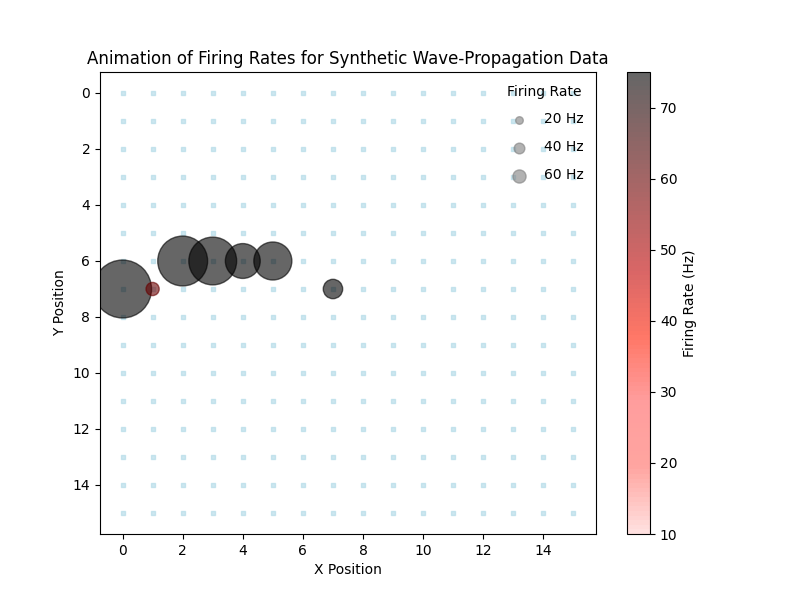 Animation of Firing Rates for Synthetic Wave-Propagation Data
Firing Rate
20 Hz
40 Hz
60 Hz
0
2
4
6
8
10
12
14
Y Position
0 2 4 6 8 10 12 14
X Position
70
60
50
40
30
20
10
Firing Rate (Hz)